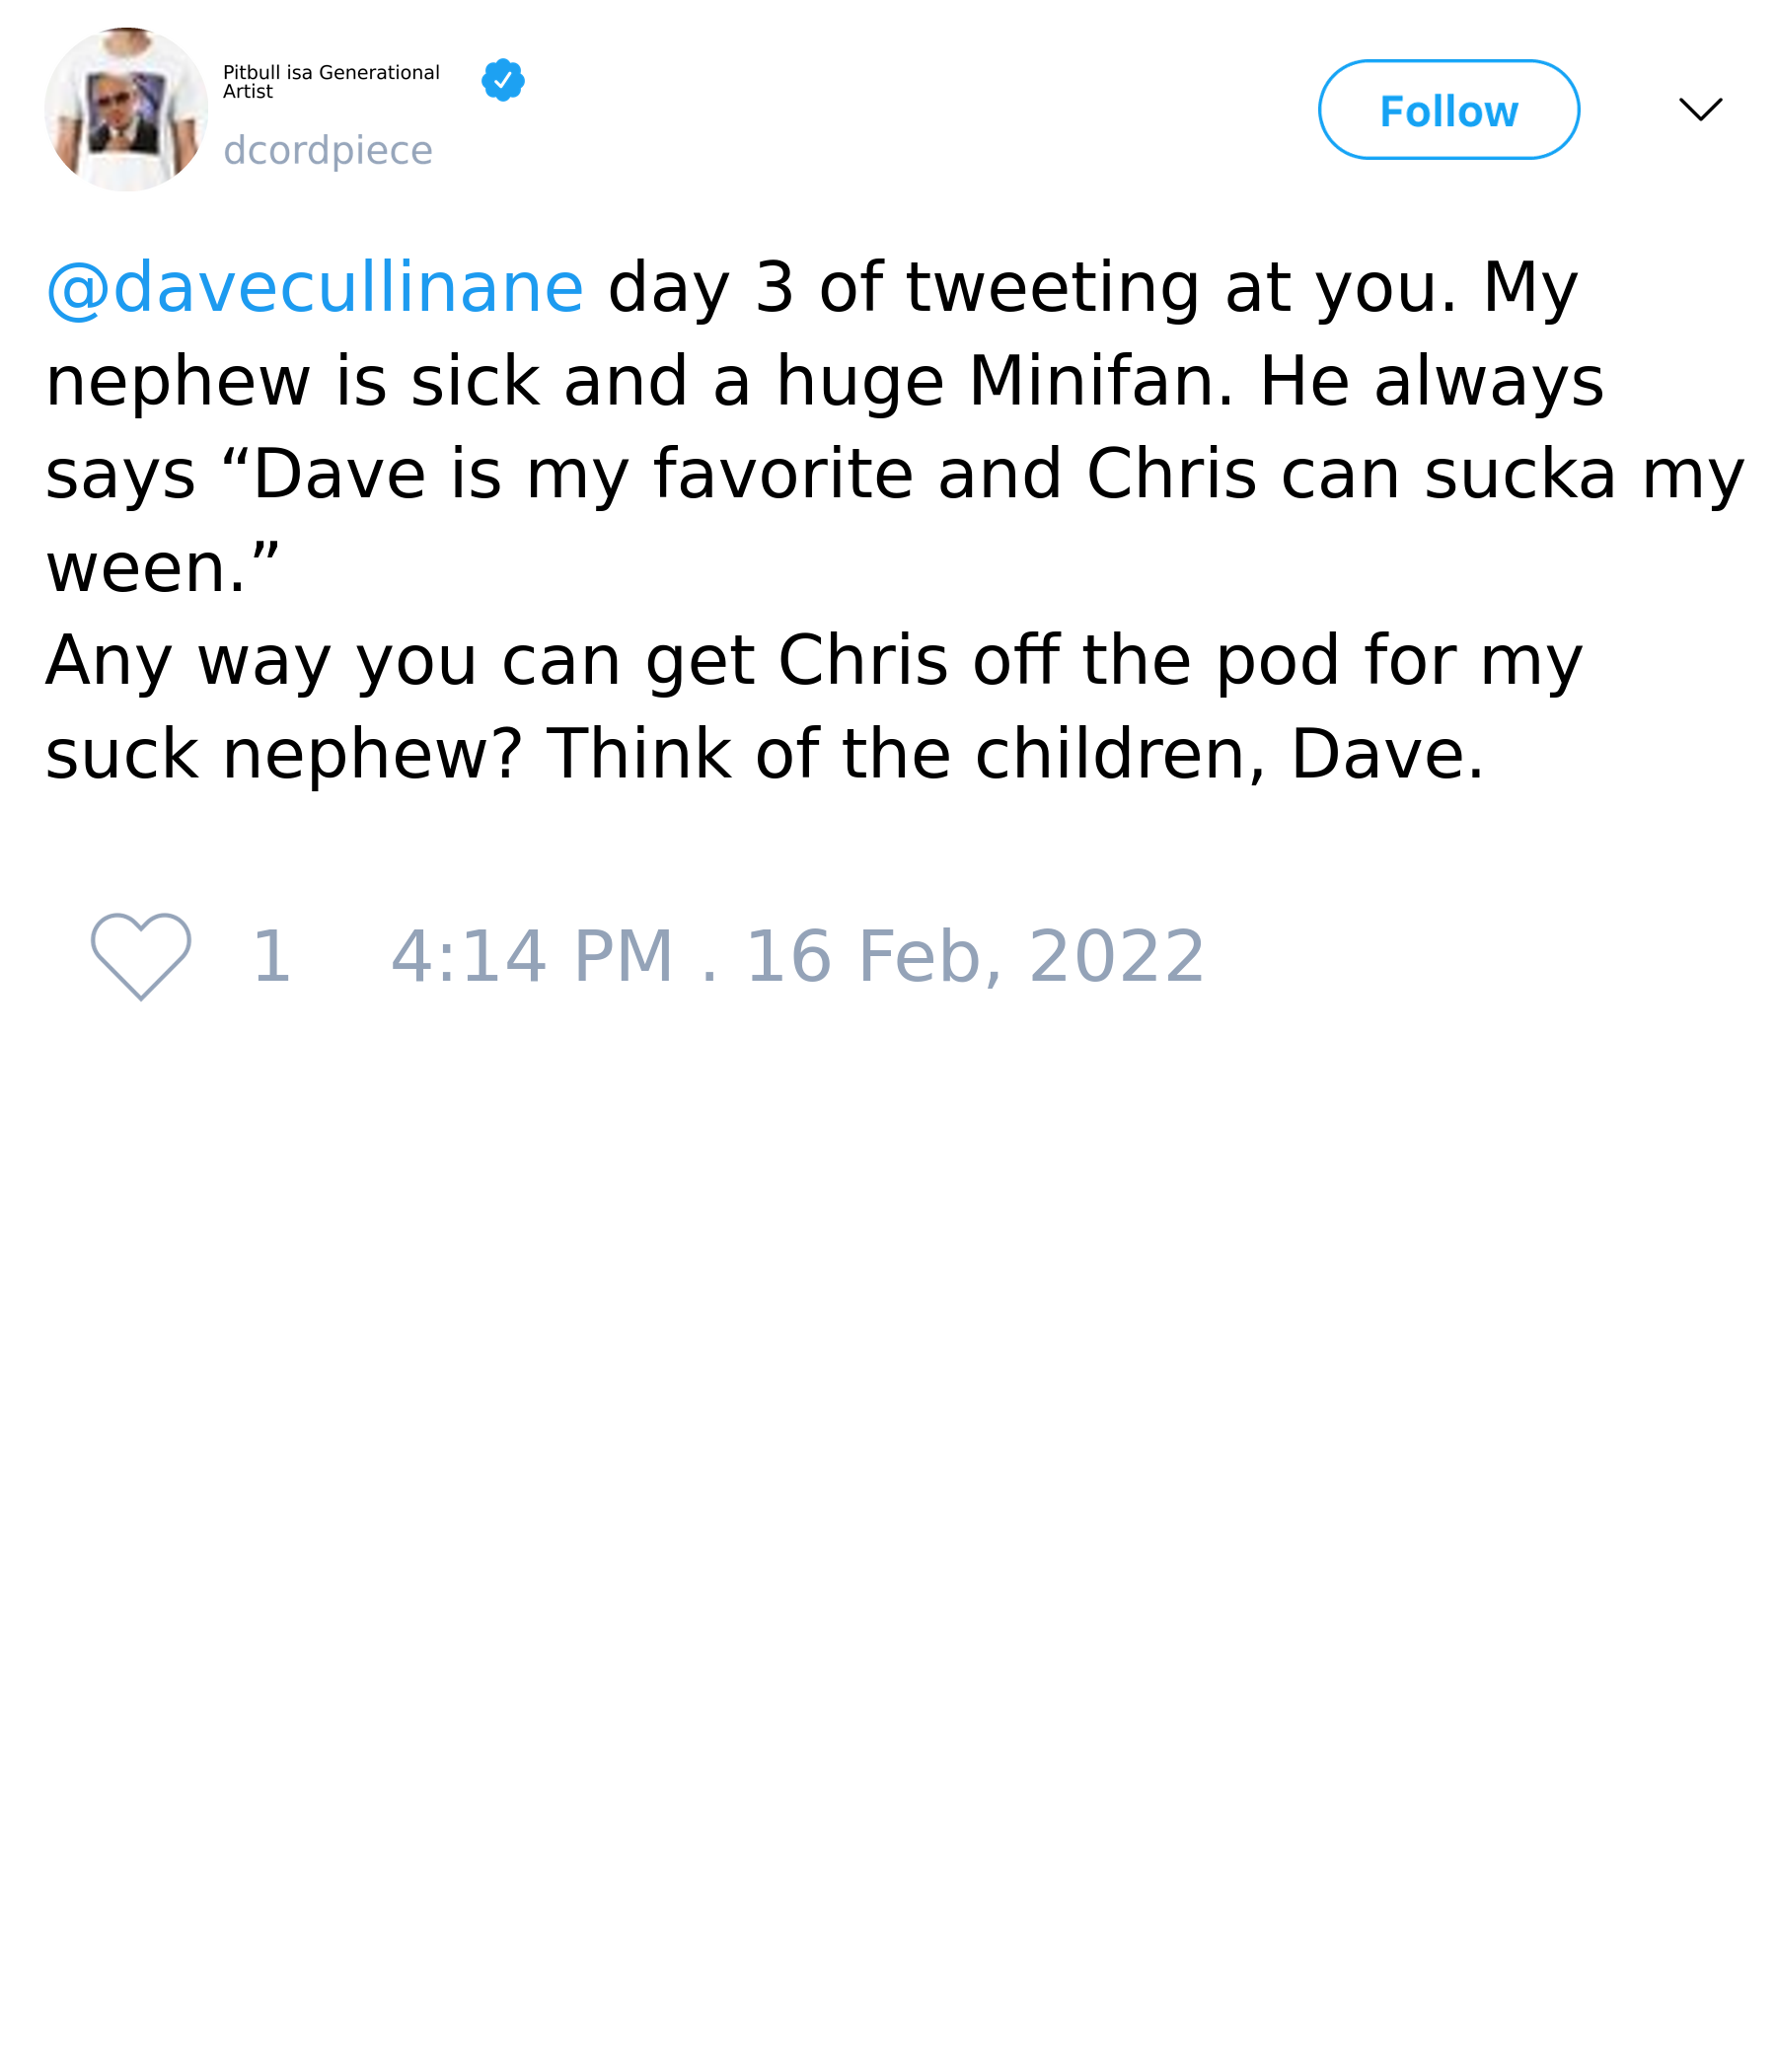 Pitbull isa Generational
Artist
dcordpiece
Follow
@davecullinane day 3 of tweeting at you. My
nephew is sick and a huge Minifan. He always
says “Dave is my favorite and Chris can sucka my
ween.”
Any way you can get Chris off the pod for my
suck nephew? Think of the children, Dave.
1 4:14 PM . 16 Feb, 2022